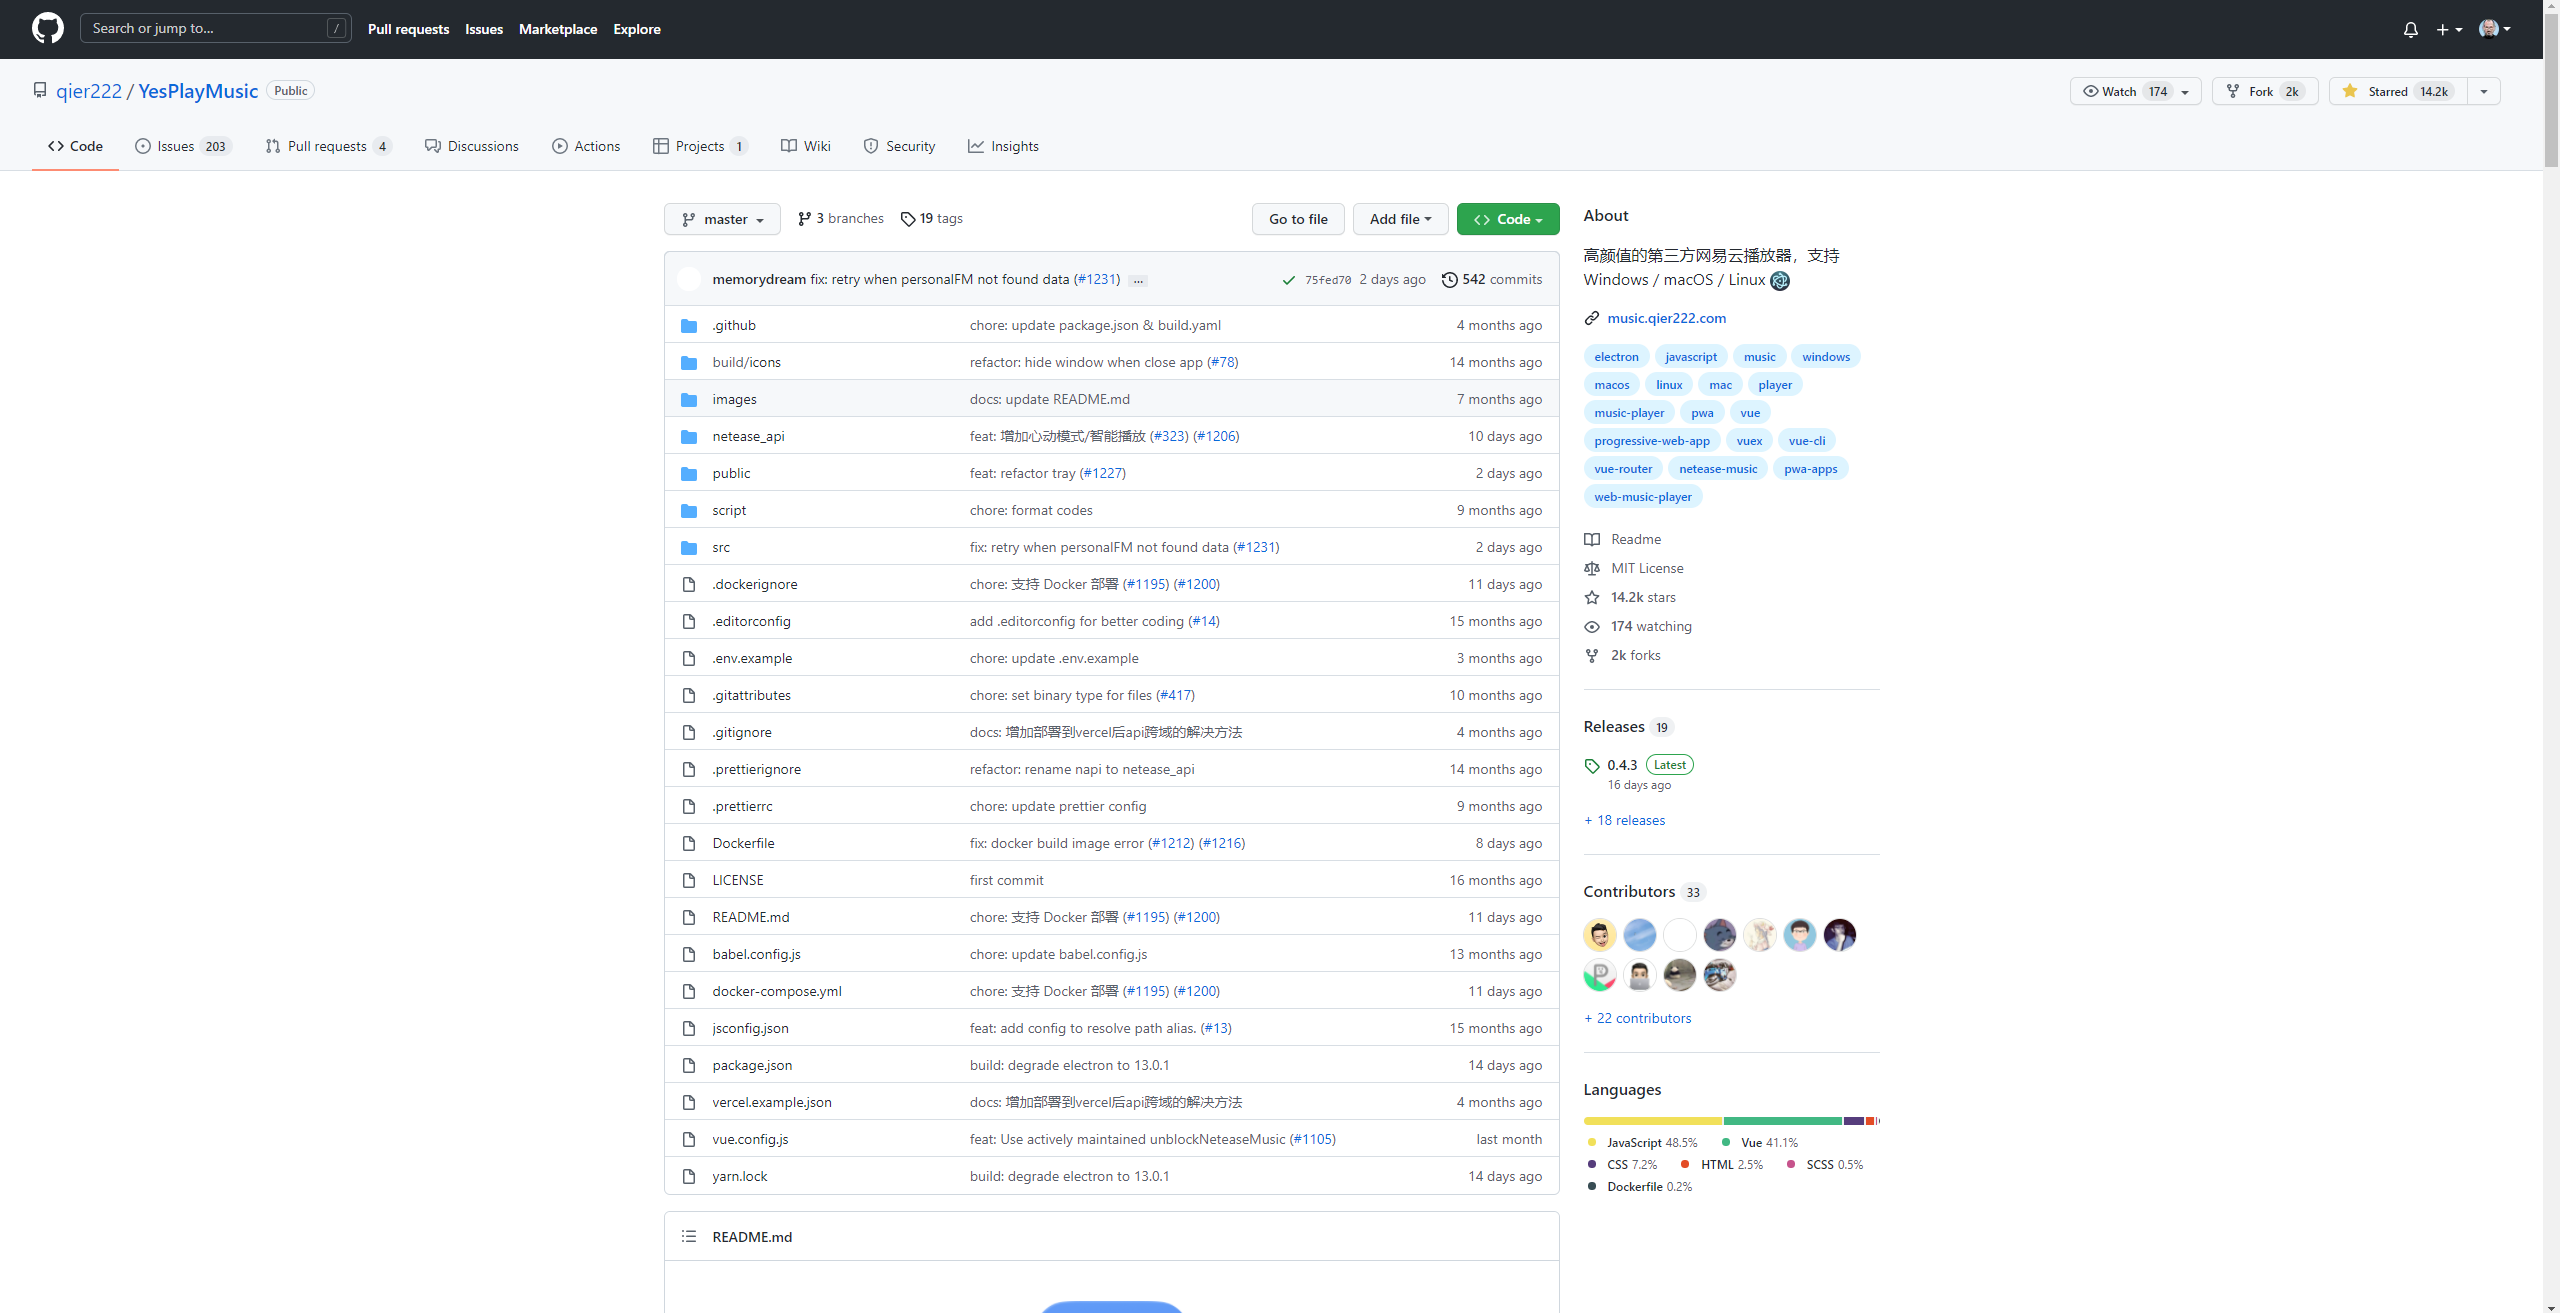 Search or jump to... /
Pull requests Issues Marketplace Explore
qier222 / YesPlayMusic Public
Watch 174 Fork 2k Starred 14.2k
Code Issues 203 Pull requests 4 Discussions Actions Projects 1 Wiki Security Insights
master 3 branches 19 tags Go to file Add file Code
memorydream fix: retry when personalFM not found data (#1231) ... 75fed70 2 days ago 542 commits
.github chore: update package.json & build.yaml 4 months ago
build/icons refactor: hide window when close app (#78) 14 months ago
images docs: update README.md 7 months ago
netease_api feat: 增加心动模式/智能播放 (#323) (#1206) 10 days ago
public feat: refactor tray (#1227) 2 days ago
script chore: format codes 9 months ago
src fix: retry when personalFM not found data (#1231) 2 days ago
.dockerignore chore: 支持 Docker 部署 (#1195) (#1200) 11 days ago
.editorconfig add .editorconfig for better coding (#14) 15 months ago
.env.example chore: update .env.example 3 months ago
.gitattributes chore: set binary type for files (#417) 10 months ago
.gitignore docs: 增加部署到vercel后api跨域的解决方法 4 months ago
.prettierignore refactor: rename napi to netease_api 14 months ago
.prettierrc chore: update prettier config 9 months ago
Dockerfile fix: docker build image error (#1212) (#1216) 8 days ago
LICENSE first commit 16 months ago
README.md chore: 支持 Docker 部署 (#1195) (#1200) 11 days ago
babel.config.js chore: update babel.config.js 13 months ago
docker-compose.yml chore: 支持 Docker 部署 (#1195) (#1200) 11 days ago
jsconfig.json feat: add config to resolve path alias. (#13) 15 months ago
package.json build: degrade electron to 13.0.1 14 days ago
vercel.example.json docs: 增加部署到vercel后api跨域的解决方法 4 months ago
vue.config.js feat: Use actively maintained unblockNeteaseMusic (#1105) last month
yarn.lock build: degrade electron to 13.0.1 14 days ago
README.md
About
高颜值的第三方网易云播放器，支持
Windows / macOS / Linux
music.qier222.com
electron javascript music windows
macos linux mac player
music-player pwa vue
progressive-web-app vuex vue-cli
vue-router netease-music pwa-apps
web-music-player
Readme
MIT License
14.2k stars
174 watching
2k forks
Releases 19
0.4.3 Latest
16 days ago
+ 18 releases
Contributors 33
+ 22 contributors
Languages
JavaScript 48.5% Vue 41.1%
CSS 7.2% HTML 2.5% SCSS 0.5%
Dockerfile 0.2%